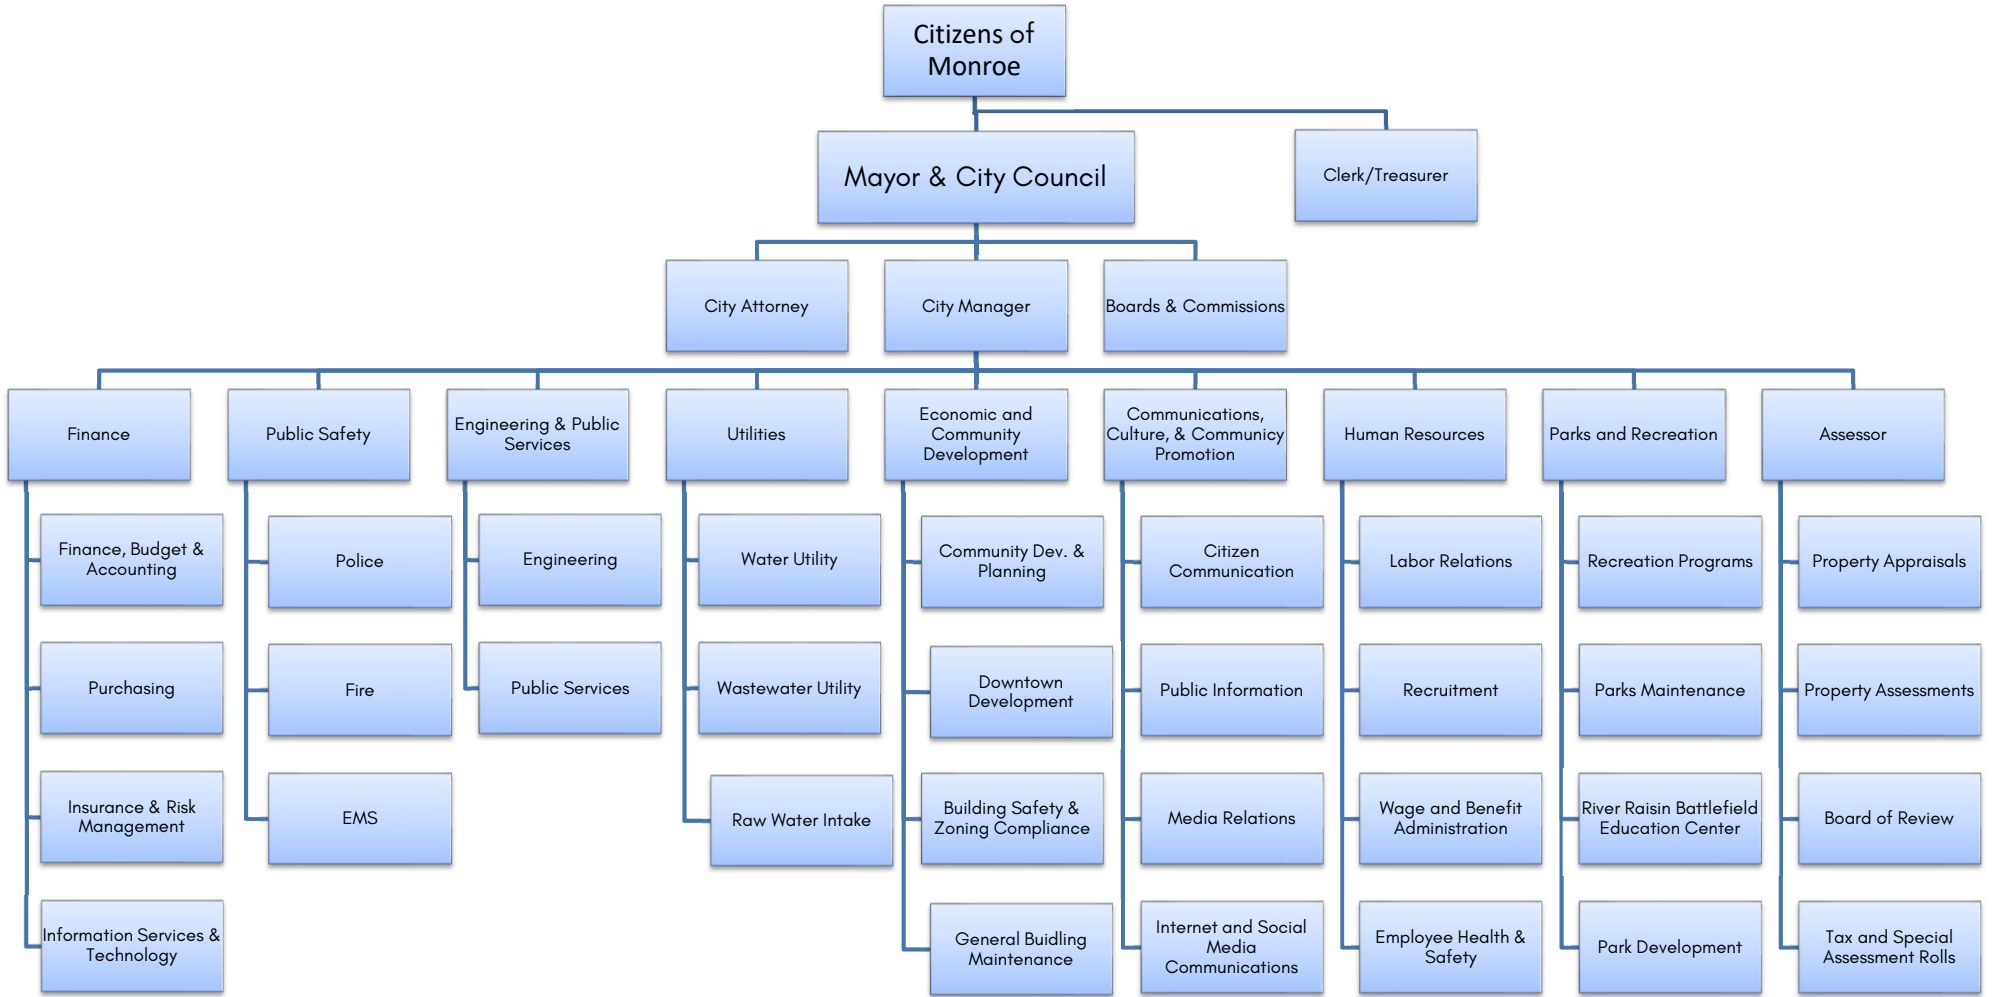 Citizens of
Monroe
Mayor & City Council
Clerk/Treasurer
City Attorney
City Manager
Boards & Commissions
Finance
Public Safety
Engineering & Public
Services
Utilities
Economic and
Community
Development
Communications,
Culture, & Communicy
Promotion
Human Resources
Parks and Recreation
Assessor
Finance, Budget &
Accounting
Police
Engineering
Water Utility
Community Dev. &
Planning
Citizen
Communication
Labor Relations
Recreation Programs
Property Appraisals
Purchasing
Fire
Public Services
Wastewater Utility
Downtown
Development
Public Information
Recruitment
Parks Maintenance
Property Assessments
Insurance & Risk
Management
EMS
Raw Water Intake
Building Safety &
Zoning Compliance
Media Relations
Wage and Benefit
Administration
River Raisin Battlefield
Education Center
Board of Review
Information Services &
Technology
General Buidling
Maintenance
Internet and Social
Media
Communications
Employee Health &
Safety
Park Development
Tax and Special
Assessment Rolls